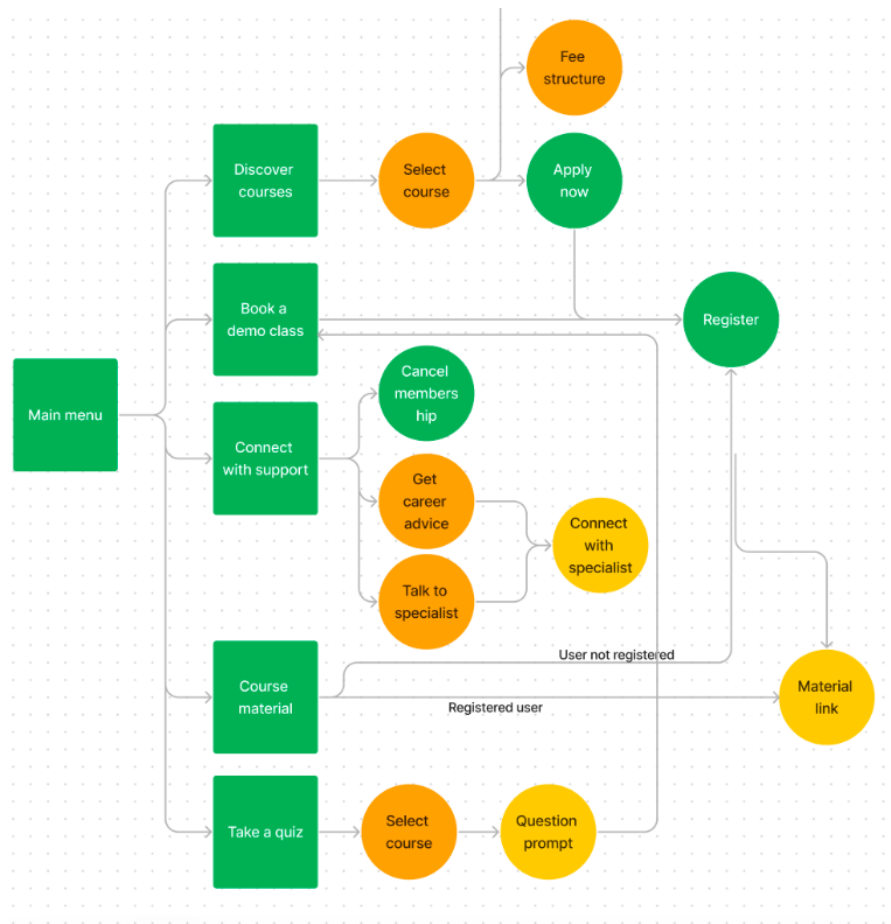 Fee
structure
Discover
courses
Select
course
Apply
now
Book a
demo class
Register
Main menu
Cancel
members
hip
Connect
with support
Get
career
advice
Connect
with
specialist
Talk to
specialist
User not registered
Course
material
Registered user
Material
link
Take a quiz
Select
course
Question
prompt